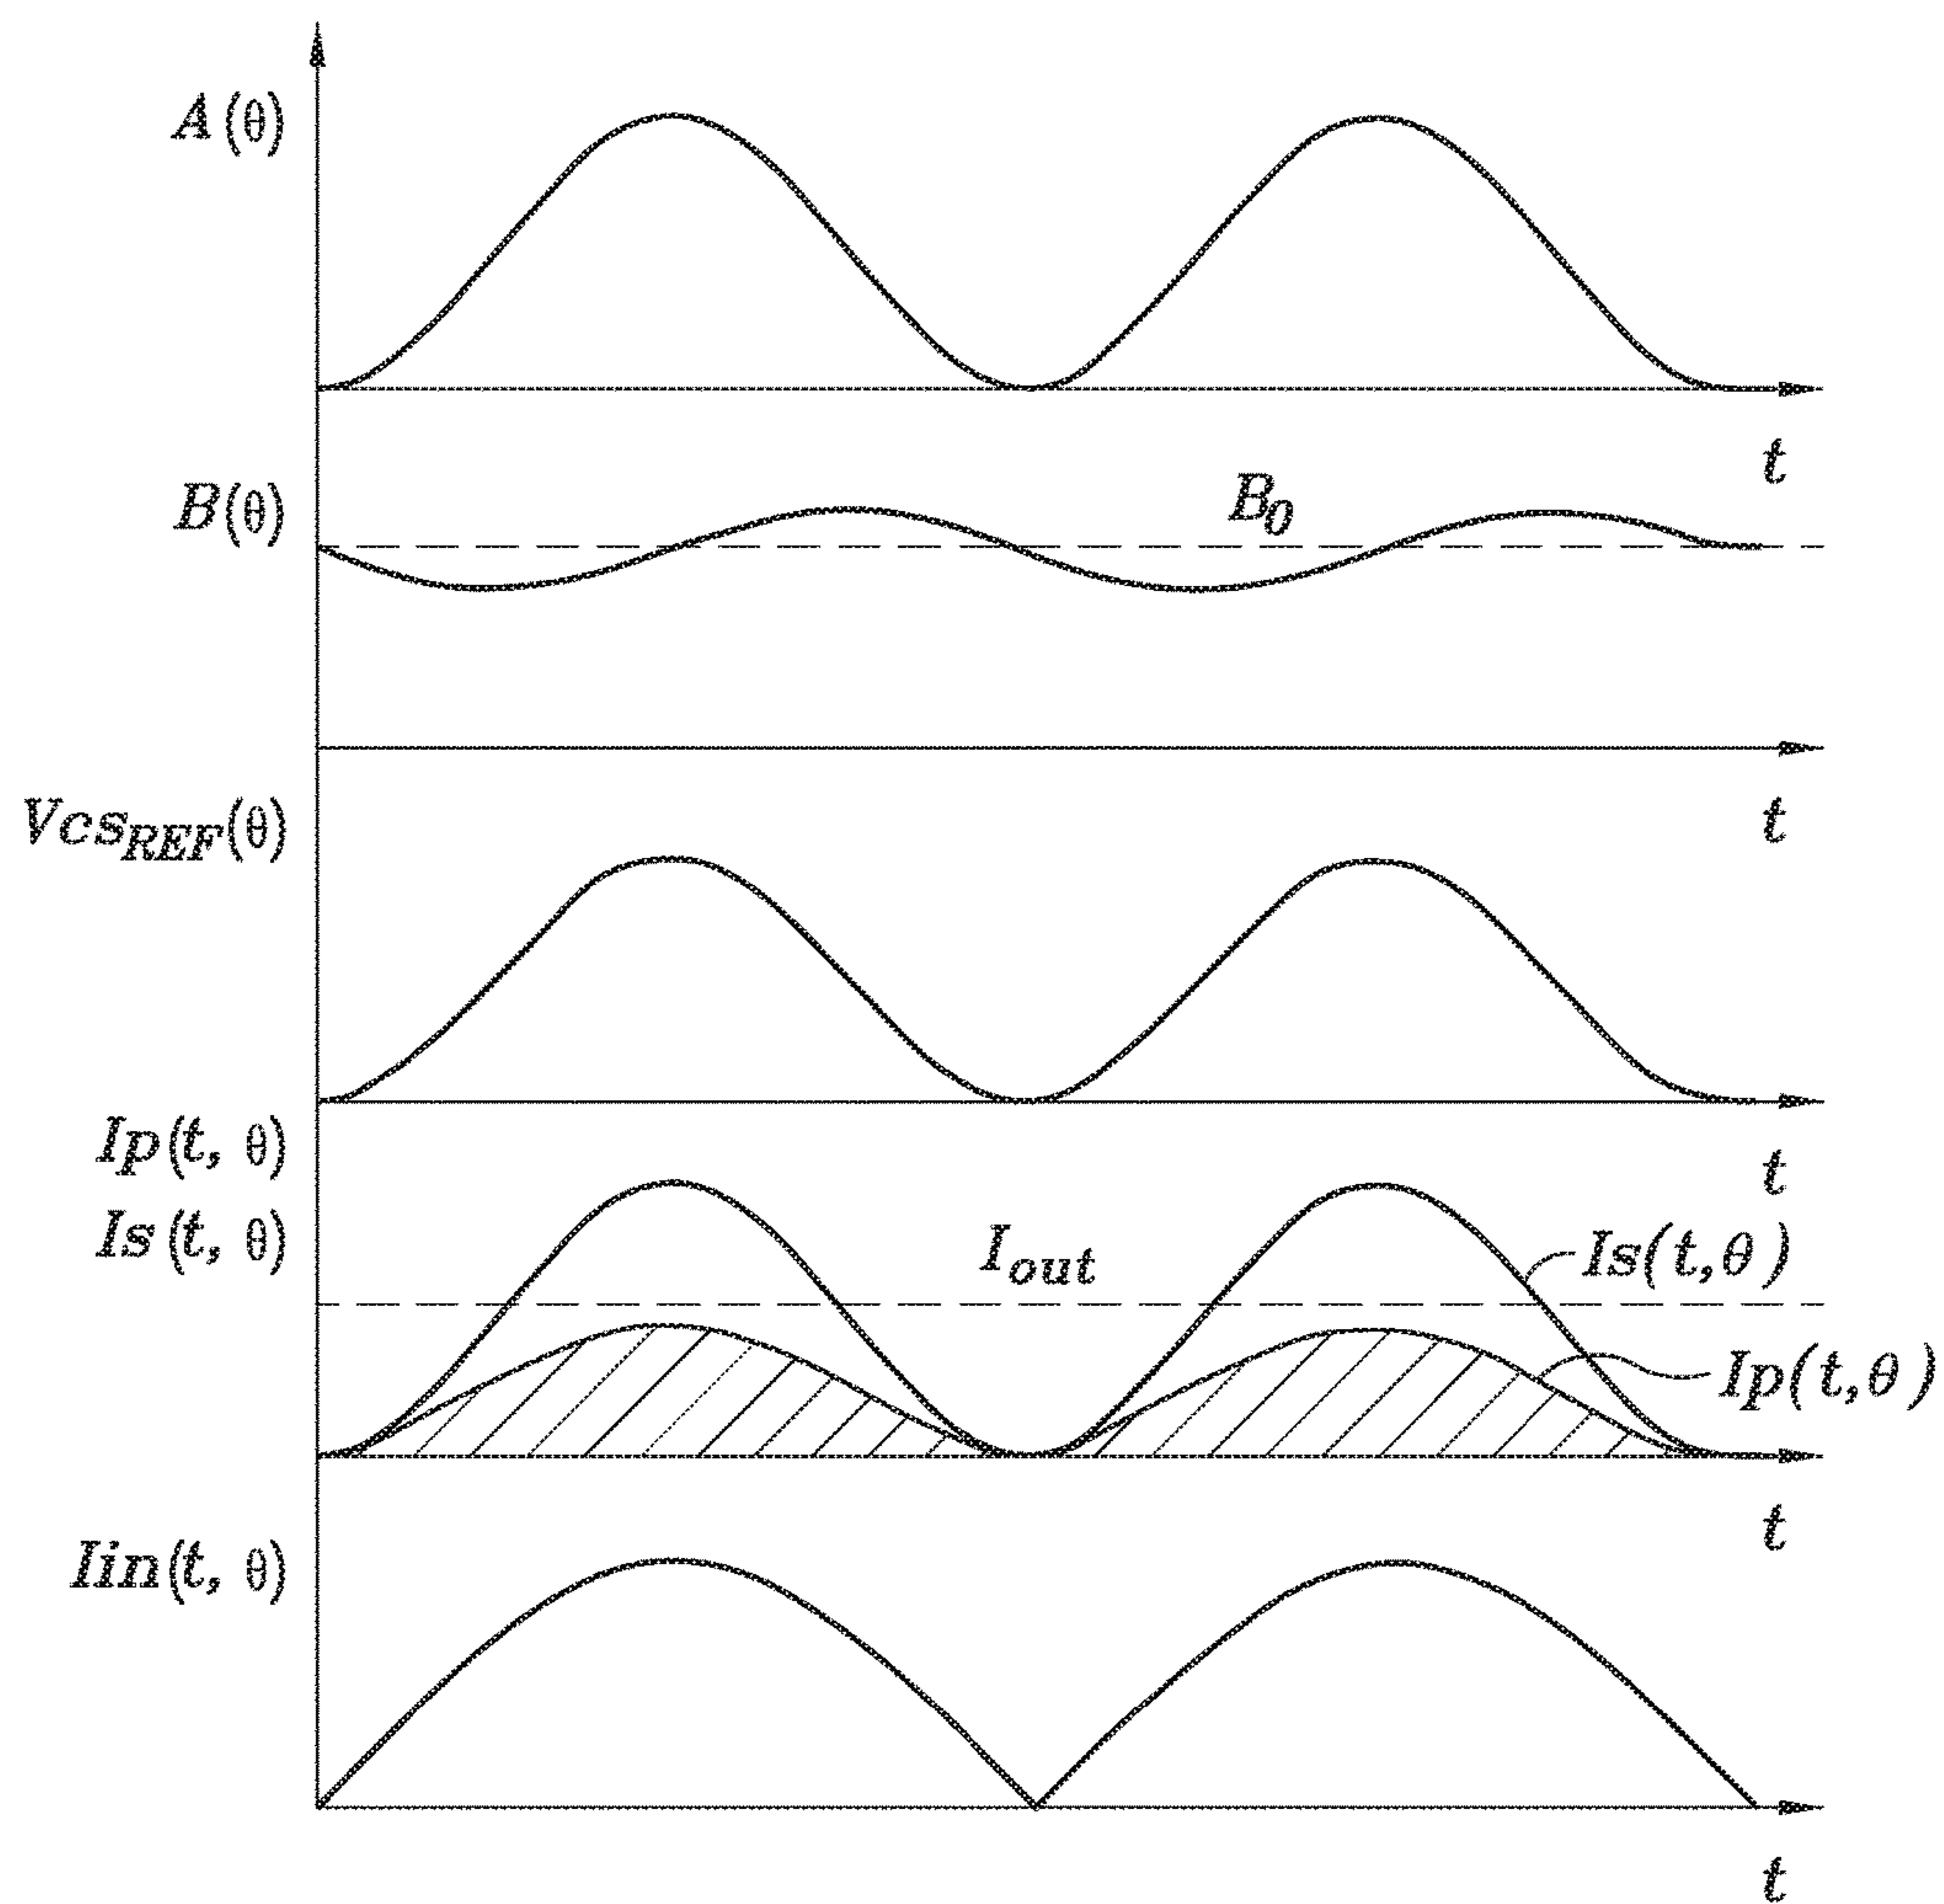 A(θ)
t
B(θ)
B0
t
VcsREF(θ)
t
Ip(t, θ)
Is(t, θ)
Iout
Is(t,θ)
Ip(t,θ)
t
Iin(t, θ)
t